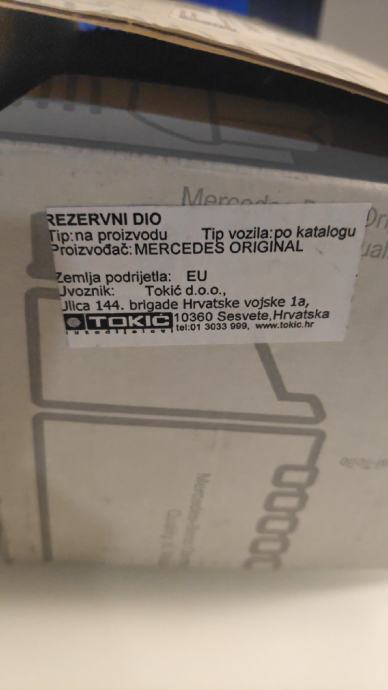 REZERVNI DIO
Tip:na proizvodu Tip vozila:po katalogu
Proizvođač:MERCEDES ORIGINAL
Zemlja podrijetla: EU
Uvoznik: Tokić d.o.o.,
Ulica 144. brigade Hrvatske vojske 1a,
TOKIĆ 10360 Sesvete,Hrvatska
autodijelovi tel:01 3033 999, www.tokic.hr